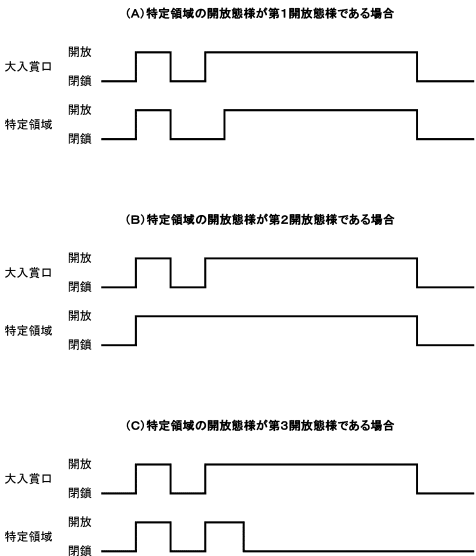 (A)特定領域の開放態様が第1開放態様である場合
大入賞口
開放
閉鎖
特定領域
開放
閉鎖
(B)特定領域の開放態様が第2開放態様である場合
大入賞口
開放
閉鎖
特定領域
開放
閉鎖
(C)特定領域の開放態様が第3開放態様である場合
大入賞口
開放
閉鎖
特定領域
開放
閉鎖